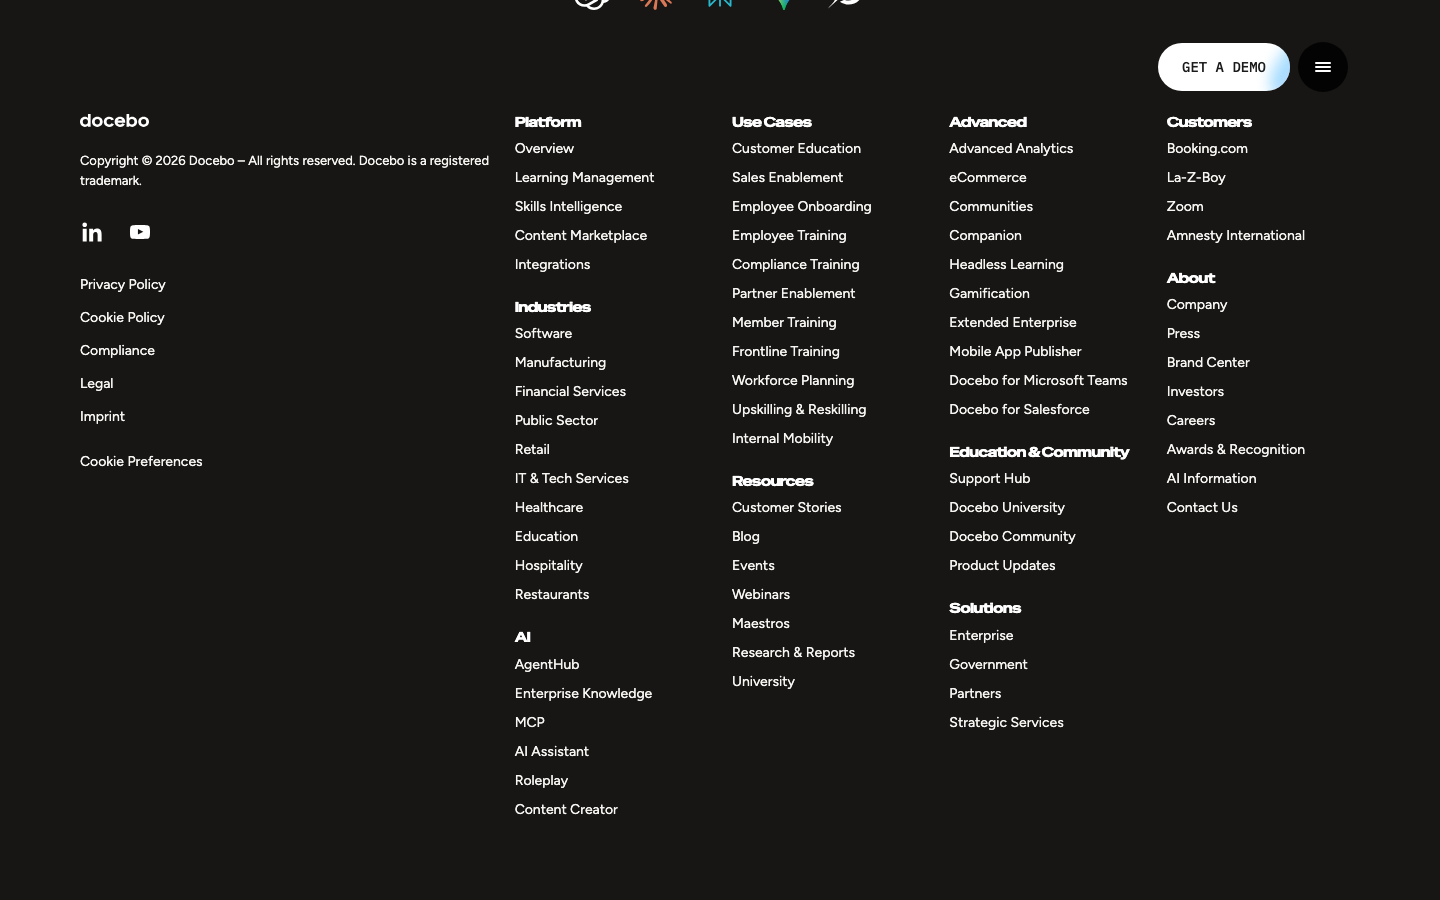 GET A DEMO
docebo
Copyright © 2026 Docebo – All rights reserved. Docebo is a registered
trademark.
Privacy Policy
Cookie Policy
Compliance
Legal
Imprint
Cookie Preferences
Platform
Overview
Learning Management
Skills Intelligence
Content Marketplace
Integrations
Industries
Software
Manufacturing
Financial Services
Public Sector
Retail
IT & Tech Services
Healthcare
Education
Hospitality
Restaurants
AI
AgentHub
Enterprise Knowledge
MCP
AI Assistant
Roleplay
Content Creator
Use Cases
Customer Education
Sales Enablement
Employee Onboarding
Employee Training
Compliance Training
Partner Enablement
Member Training
Frontline Training
Workforce Planning
Upskilling & Reskilling
Internal Mobility
Resources
Customer Stories
Blog
Events
Webinars
Maestros
Research & Reports
University
Advanced
Advanced Analytics
eCommerce
Communities
Companion
Headless Learning
Gamification
Extended Enterprise
Mobile App Publisher
Docebo for Microsoft Teams
Docebo for Salesforce
Education & Community
Support Hub
Docebo University
Docebo Community
Product Updates
Solutions
Enterprise
Government
Partners
Strategic Services
Customers
Booking.com
La-Z-Boy
Zoom
Amnesty International
About
Company
Press
Brand Center
Investors
Careers
Awards & Recognition
AI Information
Contact Us